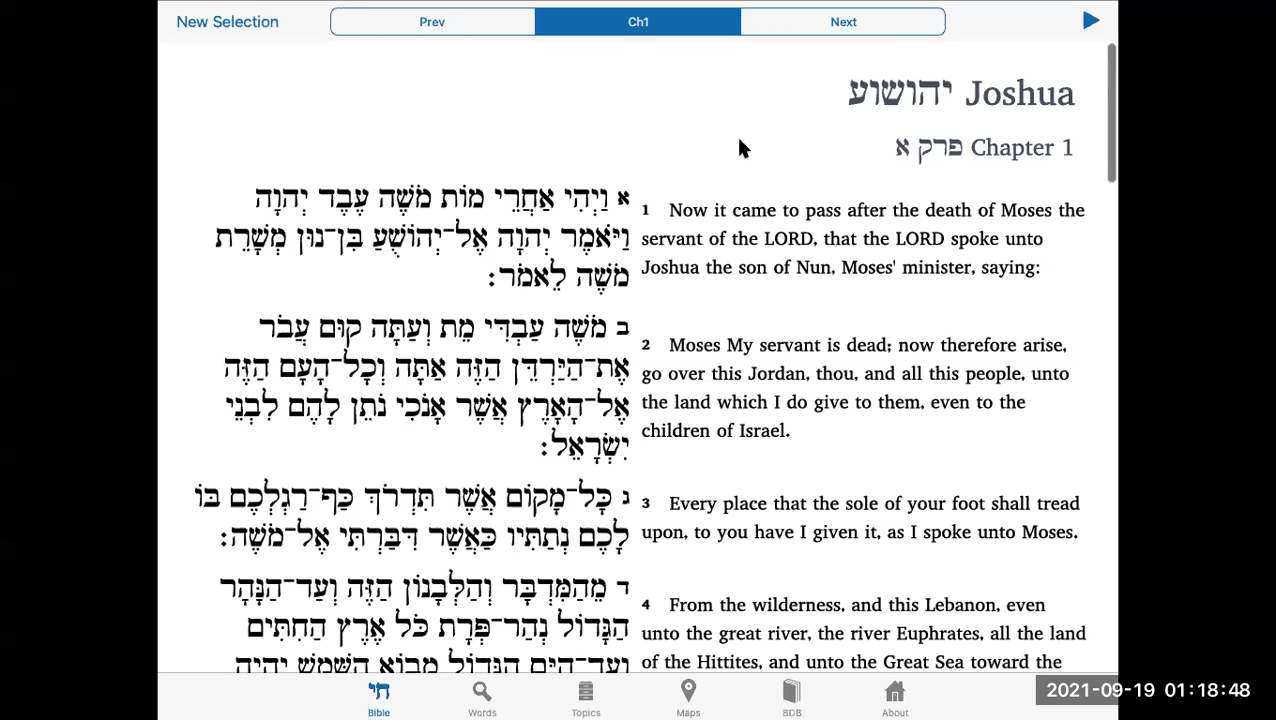 New Selection Prev Ch1 Next
יהושוע Joshua
פרק א Chapter 1
א וַיְהִי אַחֲרֵי מוֹת מֹשֶׁה עֶבֶד יְהוָה
וַיֹּאמֶר יְהוָה אֶל־יְהוֹשֻׁעַ בִּן־נוּן מְשָׁרֵת
מֹשֶׁה לֵאמֹר׃
1 Now it came to pass after the death of Moses the
servant of the LORD, that the LORD spoke unto
Joshua the son of Nun, Moses' minister, saying:
ב מֹשֶׁה עַבְדִּי מֵת וְעַתָּה קוּם עֲבֹר
אֶת־הַיַּרְדֵּן הַזֶּה אַתָּה וְכָל־הָעָם הַזֶּה
אֶל־הָאָרֶץ אֲשֶׁר אָנֹכִי נֹתֵן לָהֶם לִבְנֵי
יִשְׂרָאֵל׃
2 Moses My servant is dead; now therefore arise,
go over this Jordan, thou, and all this people, unto
the land which I do give to them, even to the
children of Israel.
ג כָּל־מָקוֹם אֲשֶׁר תִּדְרֹךְ כַּף־רַגְלְכֶם בּוֹ
לָכֶם נְתַתִּיו כַּאֲשֶׁר דִּבַּרְתִּי אֶל־מֹשֶׁה׃
3 Every place that the sole of your foot shall tread
upon, to you have I given it, as I spoke unto Moses.
ד מֵהַמִּדְבָּר וְהַלְּבָנוֹן הַזֶּה וְעַד־הַנָּהָר
הַגָּדוֹל נְהַר־פְּרָת כֹּל אֶרֶץ הַחִתִּים
וְעַד־הַיָּם הַגָּדוֹל מְבוֹא הַשָּׁמֶשׁ יִהְיֶה
4 From the wilderness, and this Lebanon, even
unto the great river, the river Euphrates, all the land
of the Hittites, and unto the Great Sea toward the
חי
Bible Words Topics Maps BDB About
2021-09-19 01:18:48